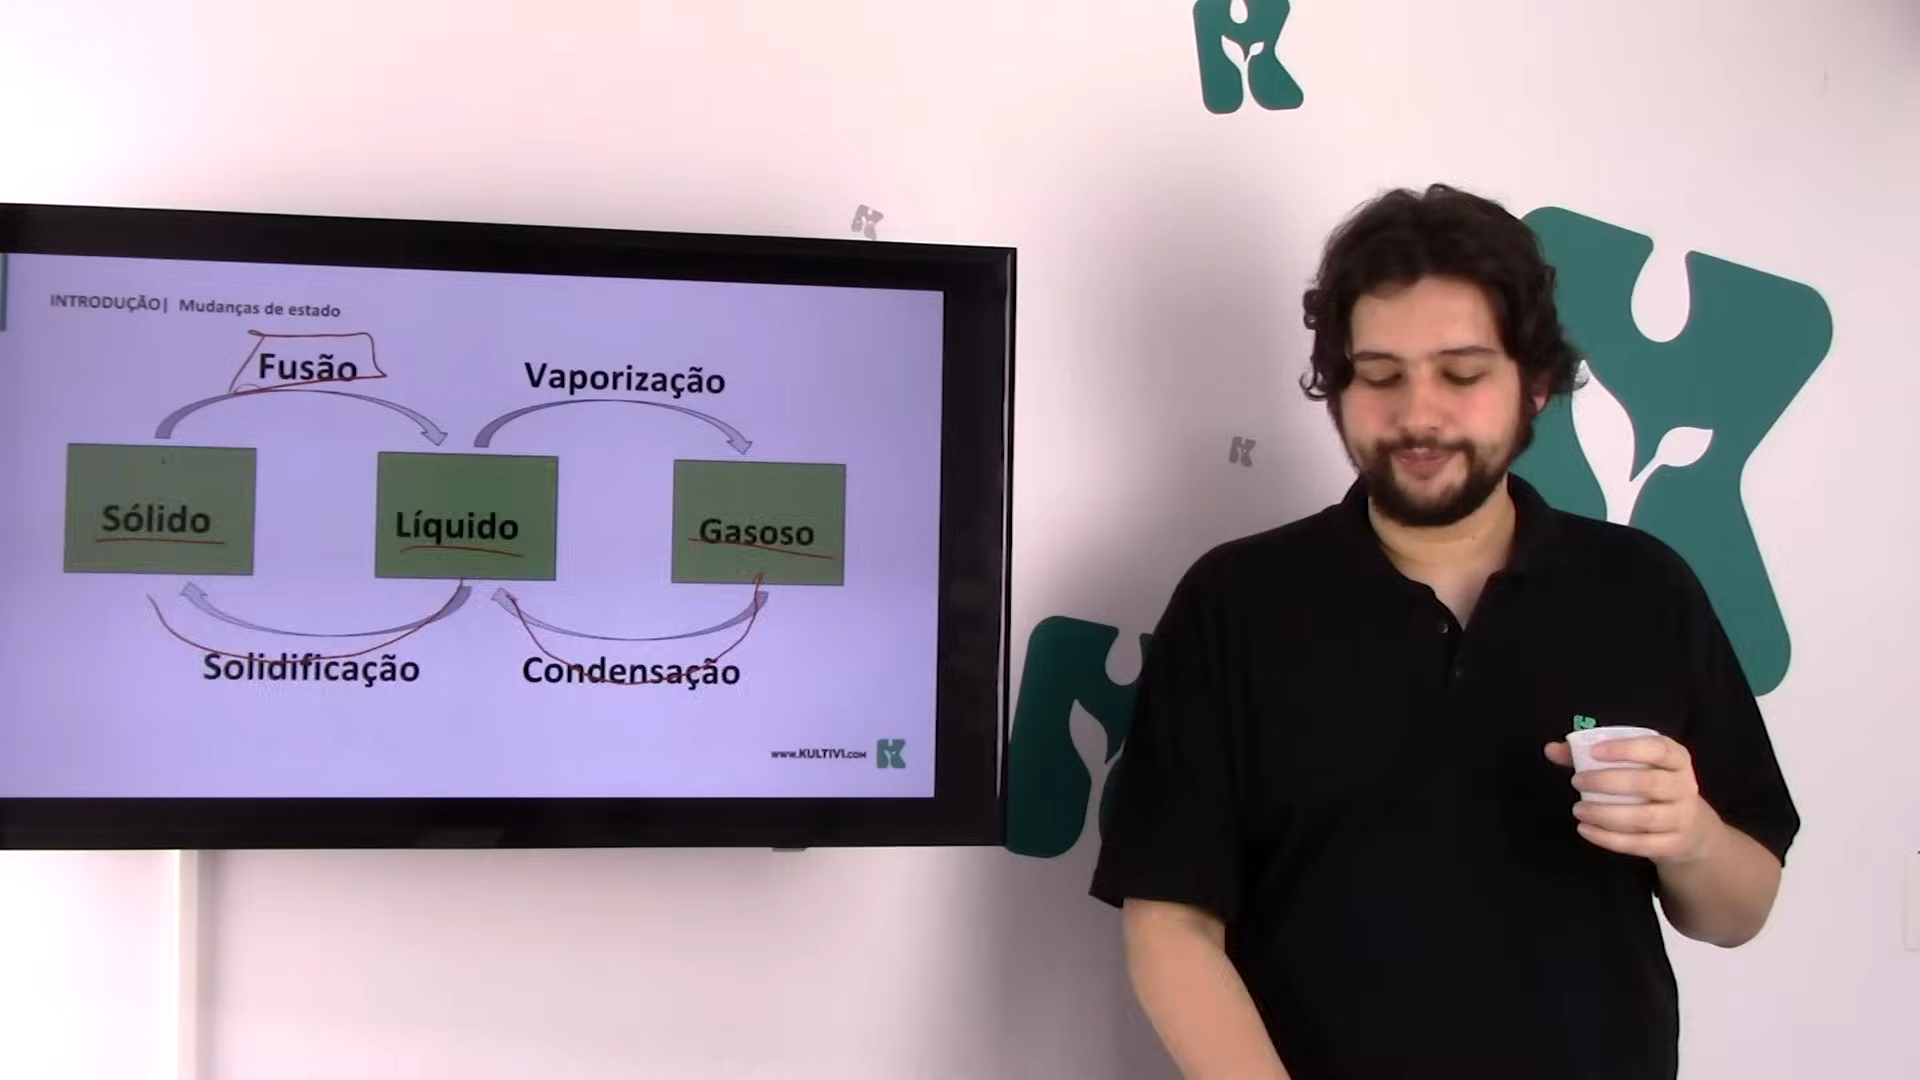 INTRODUÇÃO| Mudanças de estado
Fusão
Vaporização
Sólido
Líquido
Gasoso
Solidificação
Condensação
www.KULTIVI.com